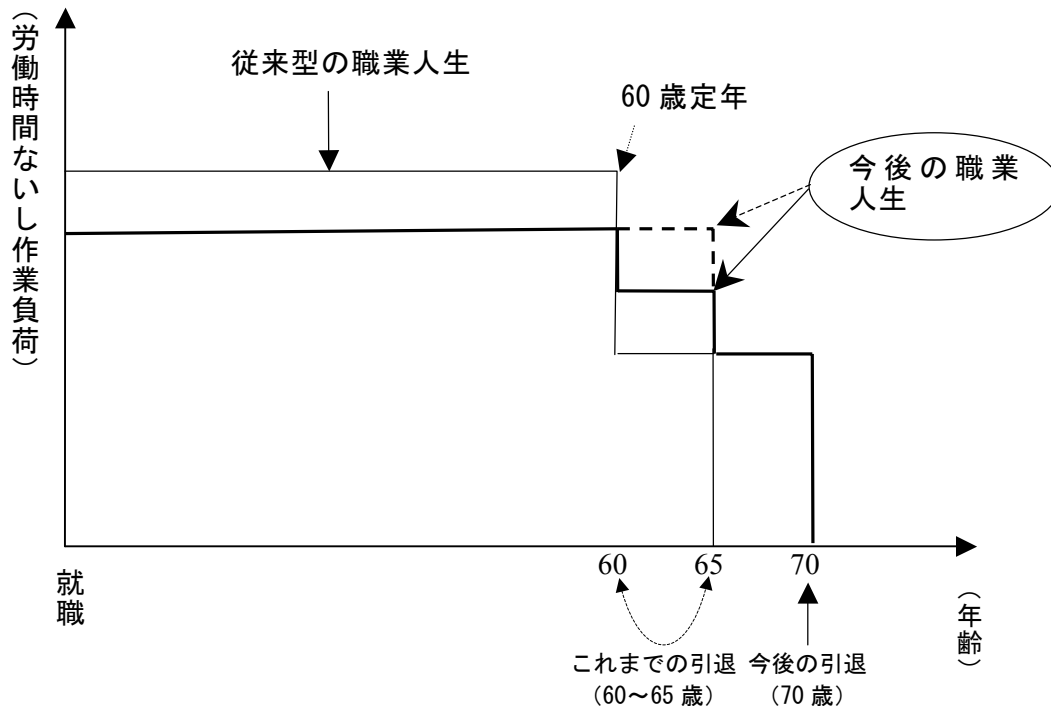 （労働時間ないし作業負荷）
従来型の職業人生
60 歳定年
今後の職業
人生
60
65
70
就職
（年齢）
これまでの引退
（60～65 歳）
今後の引退
（70 歳）